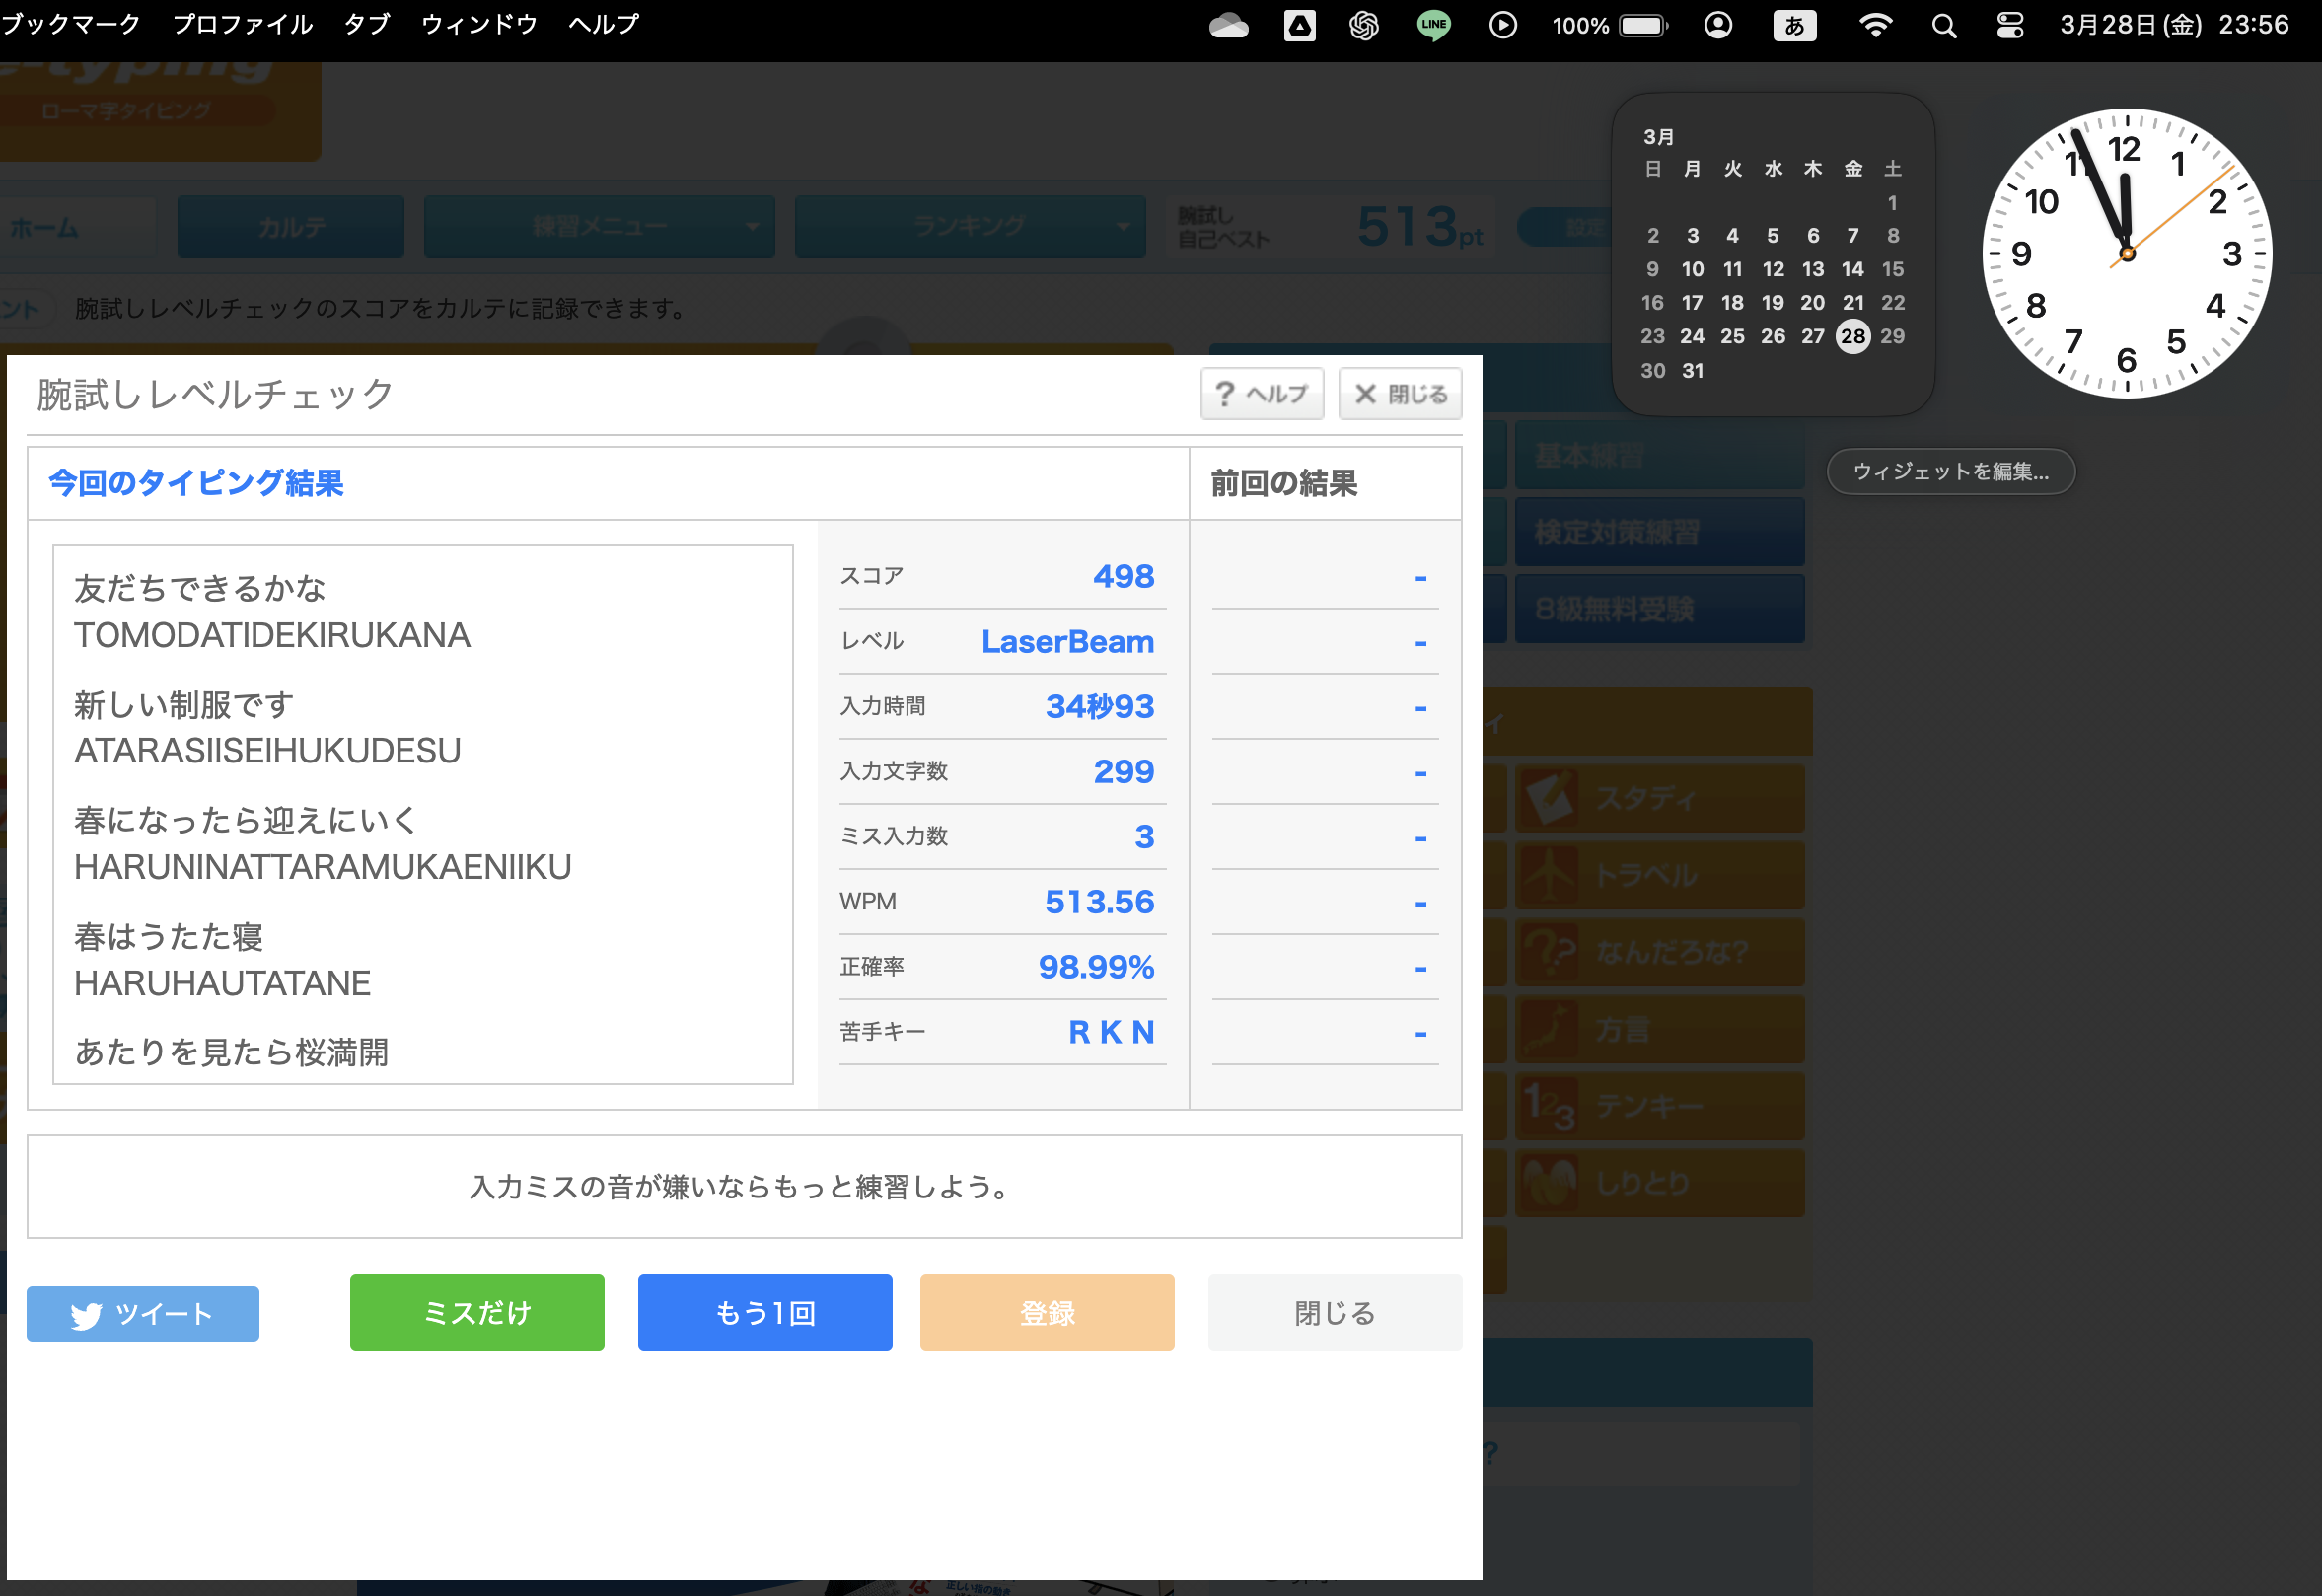 ブックマーク プロファイル タブ ウィンドウ ヘルプ LINE 100% あ 3月28日(金) 23:56
e-typing
ローマ字タイピング
ホーム カルテ 練習メニュー ランキング 腕試し 自己ベスト 513pt 設定
ント 腕試しレベルチェックのスコアをカルテに記録できます。
3月
日 月 火 水 木 金 土
1
2 3 4 5 6 7 8
9 10 11 12 13 14 15
16 17 18 19 20 21 22
23 24 25 26 27 28 29
30 31
12 1 2 3 4 5 6 7 8 9 10 11
ウィジェットを編集...
腕試しレベルチェック ? ヘルプ × 閉じる
今回のタイピング結果 前回の結果
友だちできるかな
TOMODATIDEKIRUKANA
新しい制服です
ATARASIISEIHUKUDESU
春になったら迎えにいく
HARUNINATTARAMUKAENIIKU
春はうたた寝
HARUHAUTATANE
あたりを見たら桜満開
スコア 498 -
レベル LaserBeam -
入力時間 34秒93 -
入力文字数 299 -
ミス入力数 3 -
WPM 513.56 -
正確率 98.99% -
苦手キー R K N -
入力ミスの音が嫌いならもっと練習しよう。
ツイート ミスだけ もう1回 登録 閉じる
基本練習
検定対策練習
8級無料受験
イ
スタディ
トラベル
なんだろな?
方言
123 テンキー
しりとり
?
な 正しい指の動き